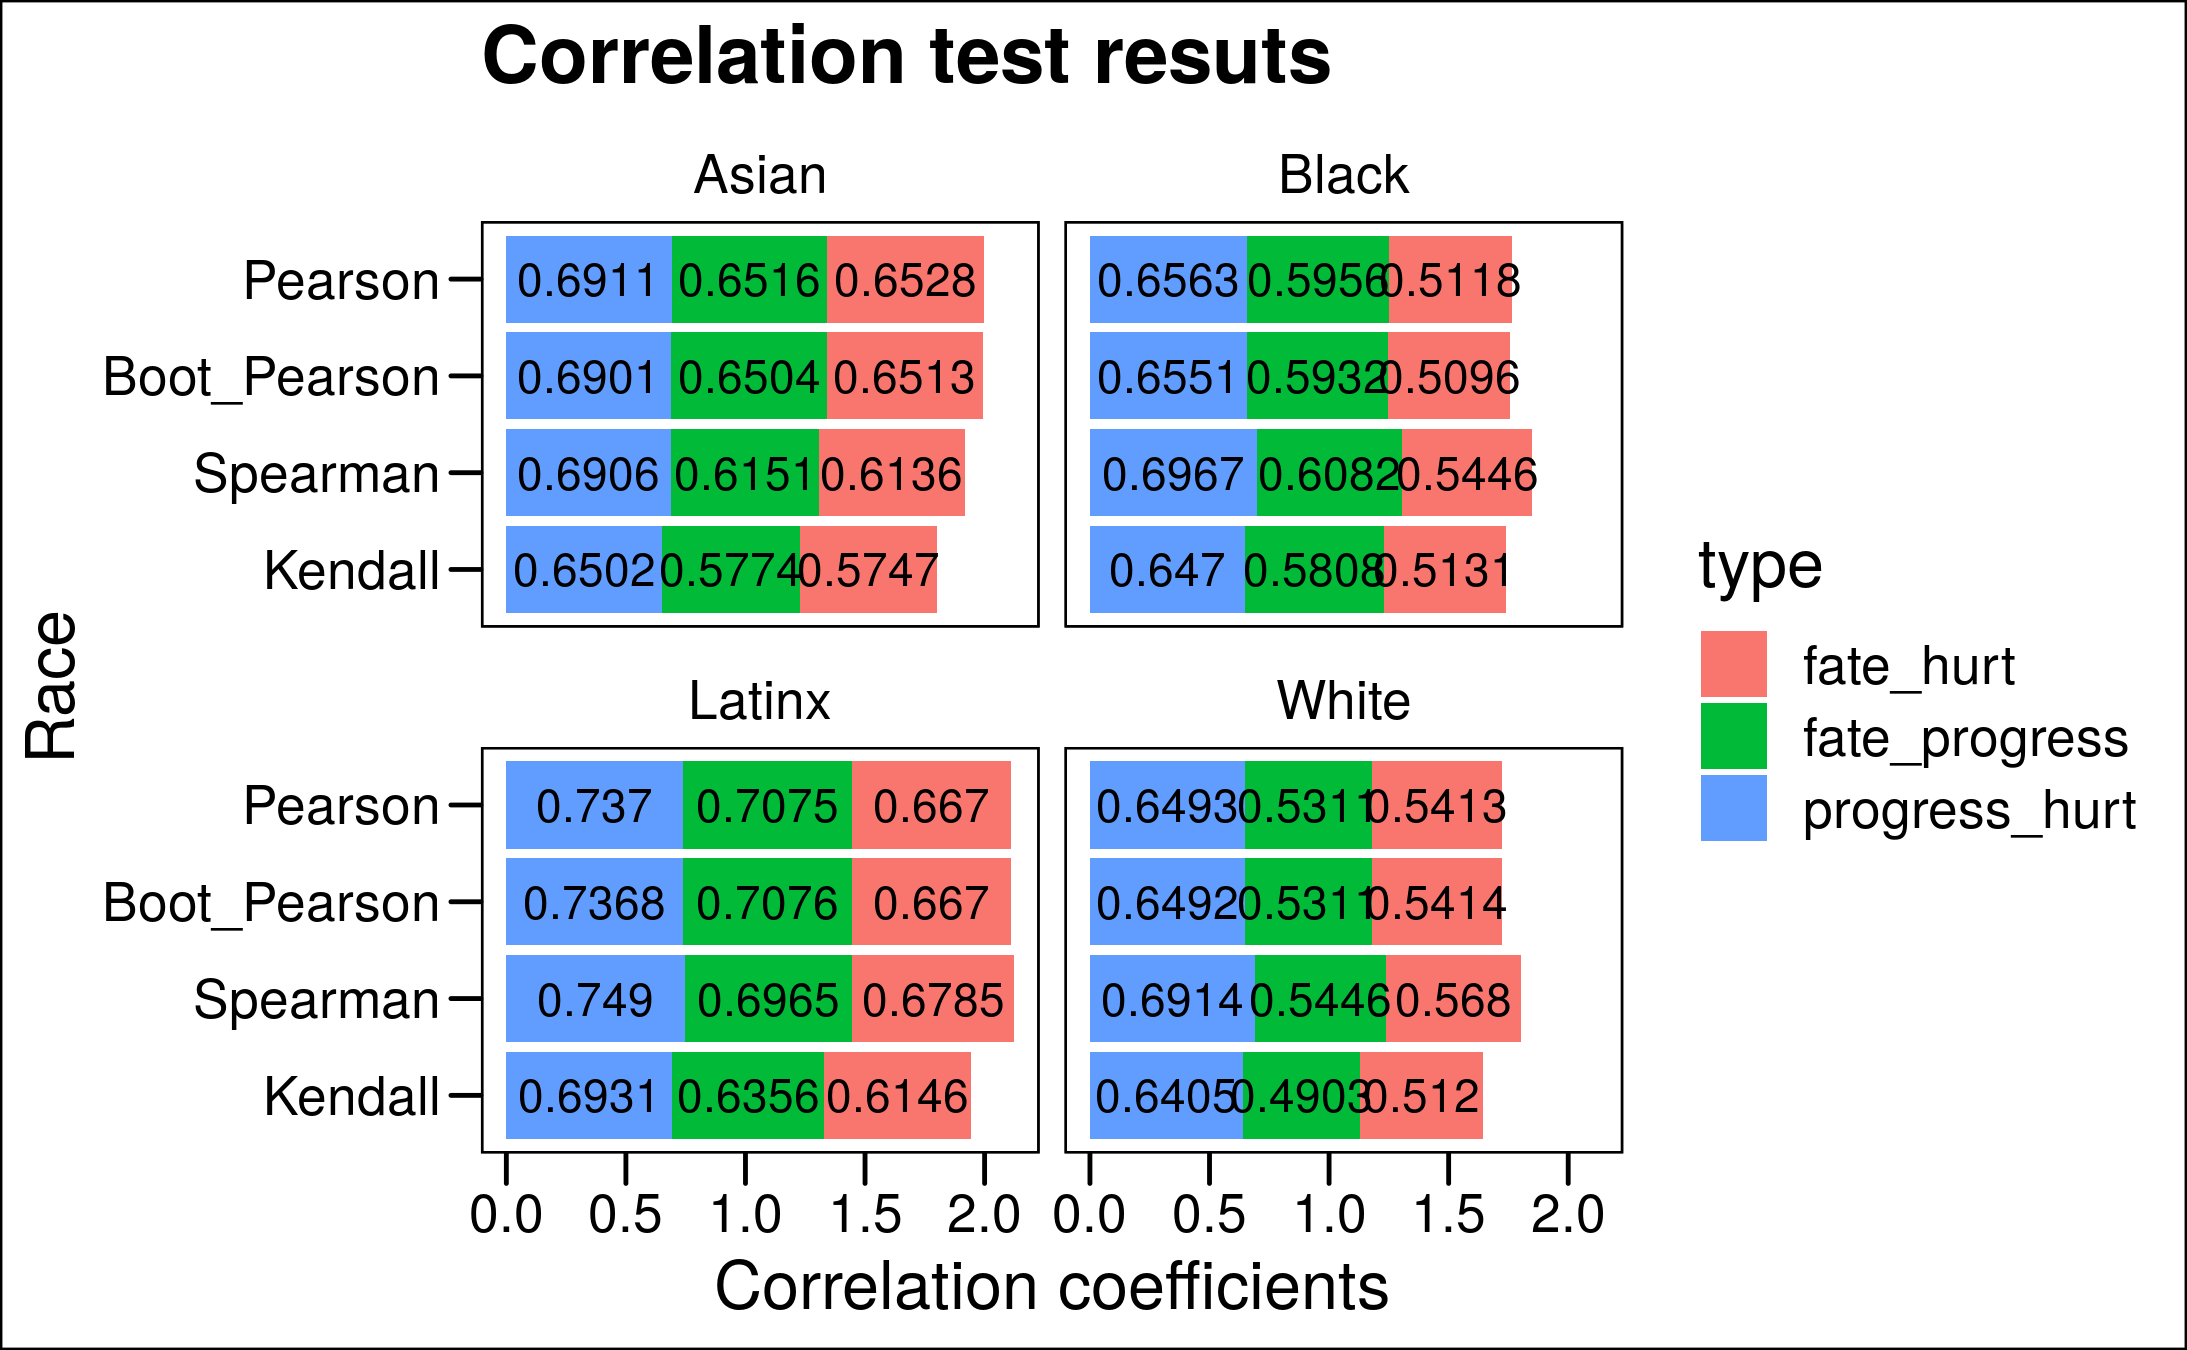 Correlation test resuts
Asian
Black
Pearson 0.6911 0.6516 0.6528 0.6563 0.5956 0.5118
Boot_Pearson 0.6901 0.6504 0.6513 0.6551 0.5932 0.5096
Spearman 0.6906 0.6151 0.6136 0.6967 0.6082 0.5446
Kendall 0.6502 0.5774 0.5747 0.647 0.5808 0.5131
Race
Latinx
White
Pearson 0.737 0.7075 0.667 0.6493 0.5311 0.5413
Boot_Pearson 0.7368 0.7076 0.667 0.6492 0.5311 0.5414
Spearman 0.749 0.6965 0.6785 0.6914 0.5446 0.568
Kendall 0.6931 0.6356 0.6146 0.6405 0.4903 0.512
0.0 0.5 1.0 1.5 2.0 0.0 0.5 1.0 1.5 2.0
Correlation coefficients
type
fate_hurt
fate_progress
progress_hurt